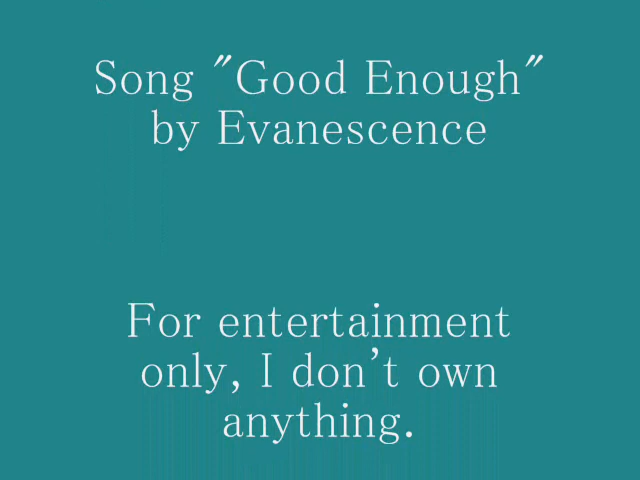 Song "Good Enough"
by Evanescence
For entertainment
only, I don't own
anything.